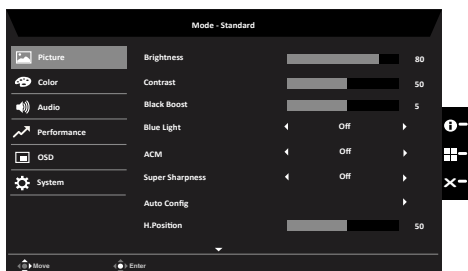 Mode - Standard
Picture
Color
Audio
Performance
OSD
System
Brightness 80
Contrast 50
Black Boost 5
Blue Light Off
ACM Off
Super Sharpness Off
Auto Config
H.Position 50
Move Enter